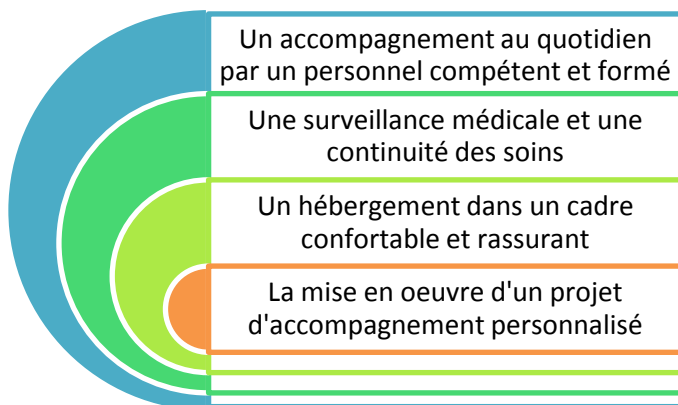 Un accompagnement au quotidien
par un personnel compétent et formé
Une surveillance médicale et une
continuité des soins
Un hébergement dans un cadre
confortable et rassurant
La mise en oeuvre d'un projet
d'accompagnement personnalisé